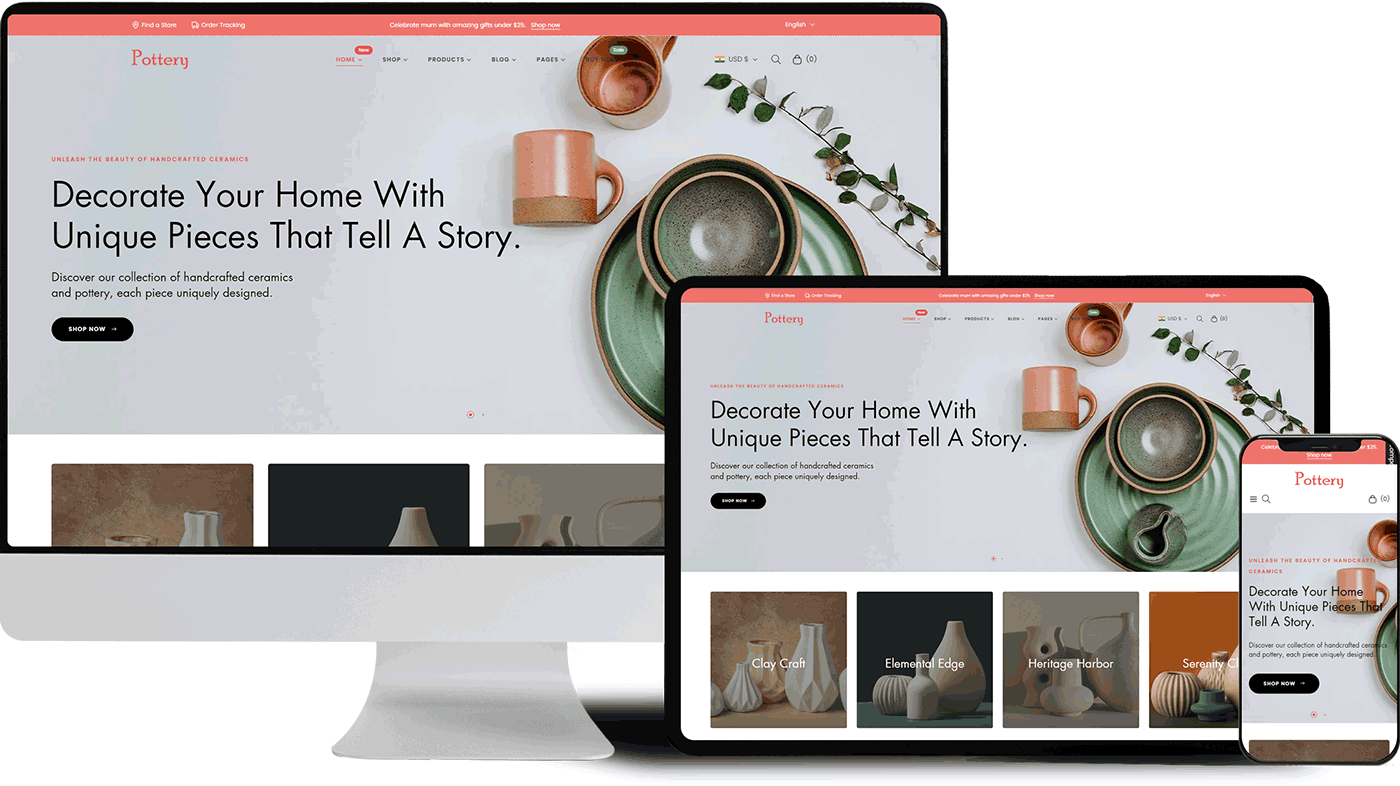 Find a Store Order Tracking Celebrate mum with amazing gifts under $25. Shop now English
New Sale
Pottery HOME SHOP PRODUCTS BLOG PAGES BUY NOW USD $ (0)
UNLEASH THE BEAUTY OF HANDCRAFTED CERAMICS
Decorate Your Home With
Unique Pieces That Tell A Story.
Discover our collection of handcrafted ceramics
and pottery, each piece uniquely designed.
SHOP NOW
Find a Store Order Tracking Celebrate mum with amazing gifts under $25. Shop now English
New Sale
Pottery HOME SHOP PRODUCTS BLOG PAGES USD $ (0)
UNLEASH THE BEAUTY OF HANDCRAFTED CERAMICS
Decorate Your Home With
Unique Pieces That Tell A Story.
Discover our collection of handcrafted ceramics
and pottery, each piece uniquely designed.
SHOP NOW
Clay Craft Elemental Edge Heritage Harbor Serenity
$25.
Shop now
Pottery
(0)
UNLEASH THE BEAUTY OF HANDCRAFTED
CERAMICS
Decorate Your Home
With Unique Pieces That
Tell A Story.
Discover our collection of handcrafted ceramics
and pottery, each piece uniquely designed.
SHOP NOW